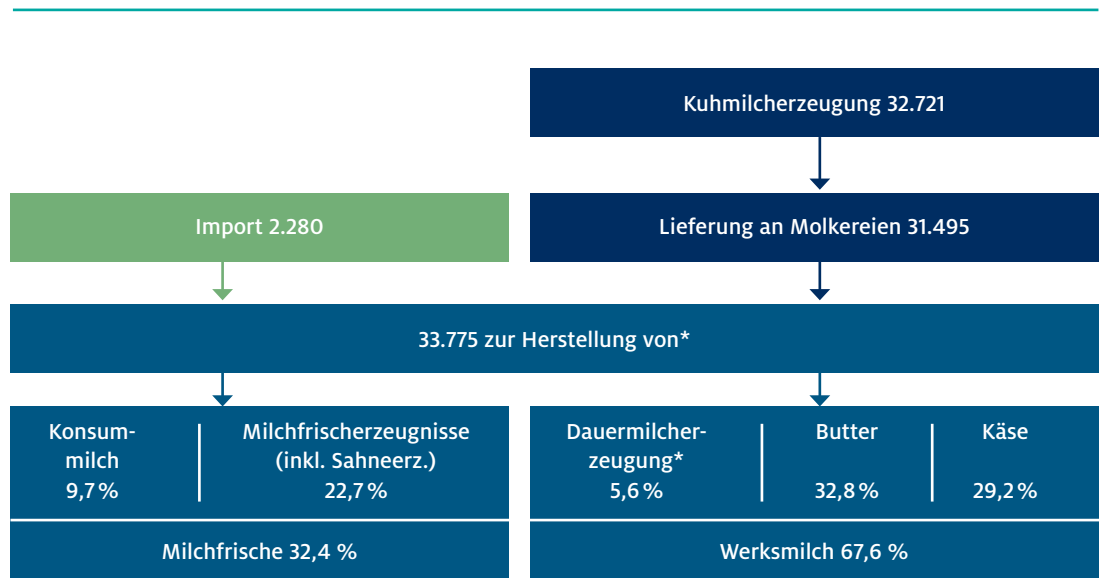 Kuhmilcherzeugung 32.721
Import 2.280
Lieferung an Molkereien 31.495
33.775 zur Herstellung von*
Konsum-
milch
9,7 %
Milchfrischerzeugnisse
(inkl. Sahneerz.)
22,7 %
Dauermilcher-
zeugung*
5,6 %
Butter
32,8 %
Käse
29,2 %
Milchfrische 32,4 %
Werksmilch 67,6 %